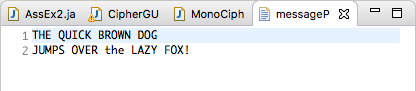 AssEx2.ja CipherGU MonoCiph messageP
1 THE QUICK BROWN DOG
2 JUMPS OVER the LAZY FOX!